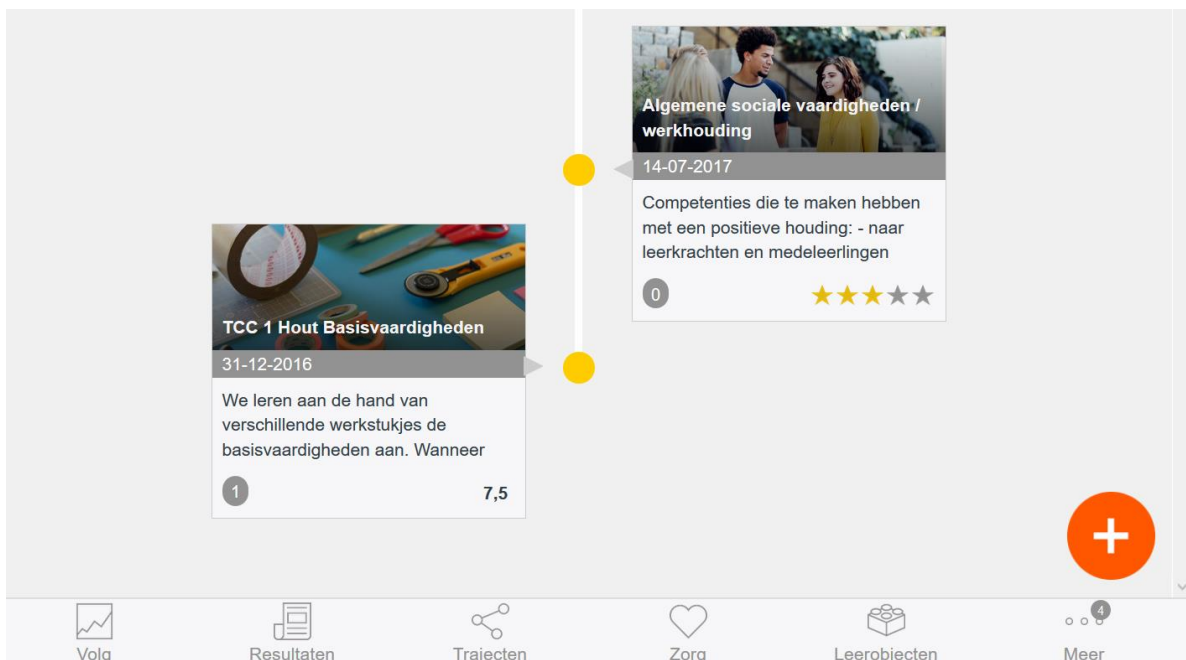 Algemene sociale vaardigheden /
werkhouding
14-07-2017
Competenties die te maken hebben
met een positieve houding: - naar
leerkrachten en medeleerlingen
0
TCC 1 Hout Basisvaardigheden
31-12-2016
We leren aan de hand van
verschillende werkstukjes de
basisvaardigheden aan. Wanneer
1
7,5
+
4
Volg
Resultaten
Trajecten
Zorg
Leerobjecten
Meer